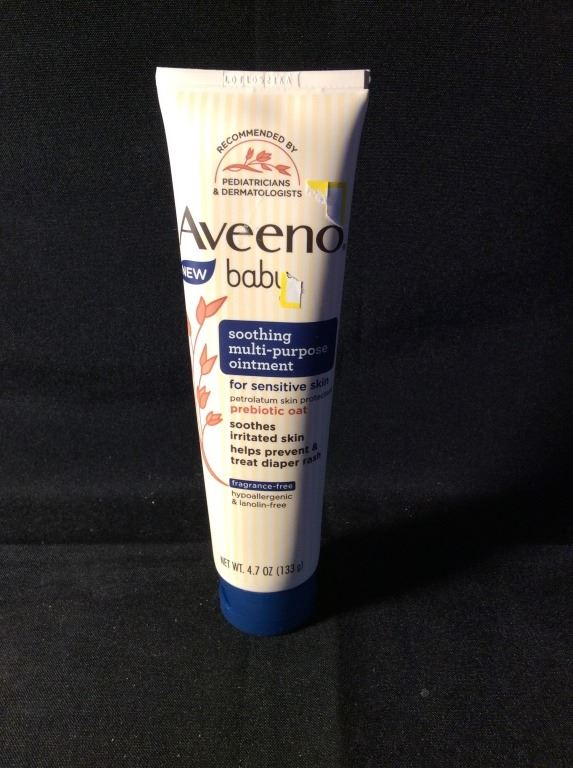 RECOMMENDED BY
PEDIATRICIANS
& DERMATOLOGISTS
Aveeno
NEW
baby
soothing
multi-purpose
ointment
for sensitive skin
petrolatum skin protectant
prebiotic oat
soothes
irritated skin
helps prevent &
treat diaper rash
fragrance-free
hypoallergenic
& lanolin-free
NET WT. 4.7 OZ (133 g)